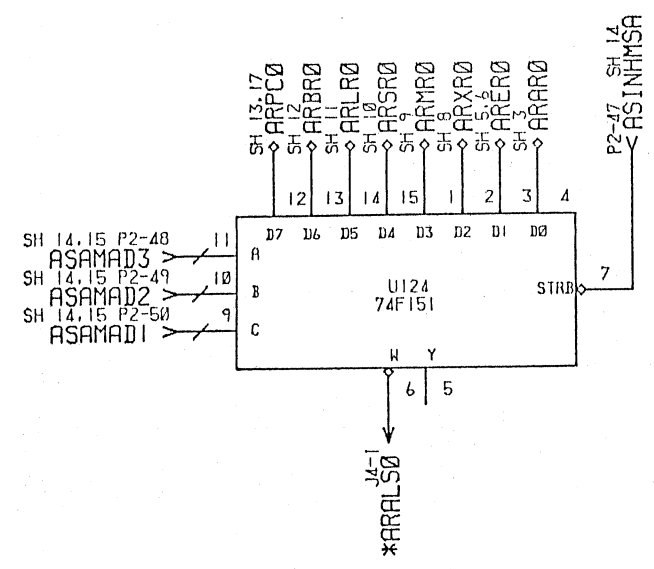 SH 13,17
ARPC0
SH 12
ARBR0
SH 11
ARLR0
SH 10
ARSR0
SH 9
ARMR0
SH 8
ARXR0
SH 5,6
ARER0
SH 3
ARAR0
P2-47 SH 14
ASINHMSA
12 13 14 15 1 2 3 4
D7 D6 D5 D4 D3 D2 D1 D0
SH 14,15 P2-48
ASAMAD3
11
A
SH 14,15 P2-49
ASAMAD2
10
B
SH 14,15 P2-50
ASAMAD1
9
C
U124
74F151
STRB
7
W Y
6 5
J4-1
*ARALS0